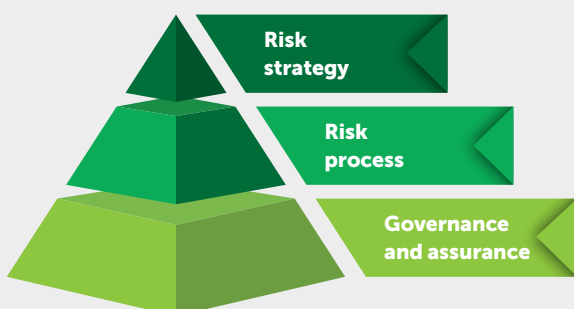 Risk
strategy
Risk
process
Governance
and assurance